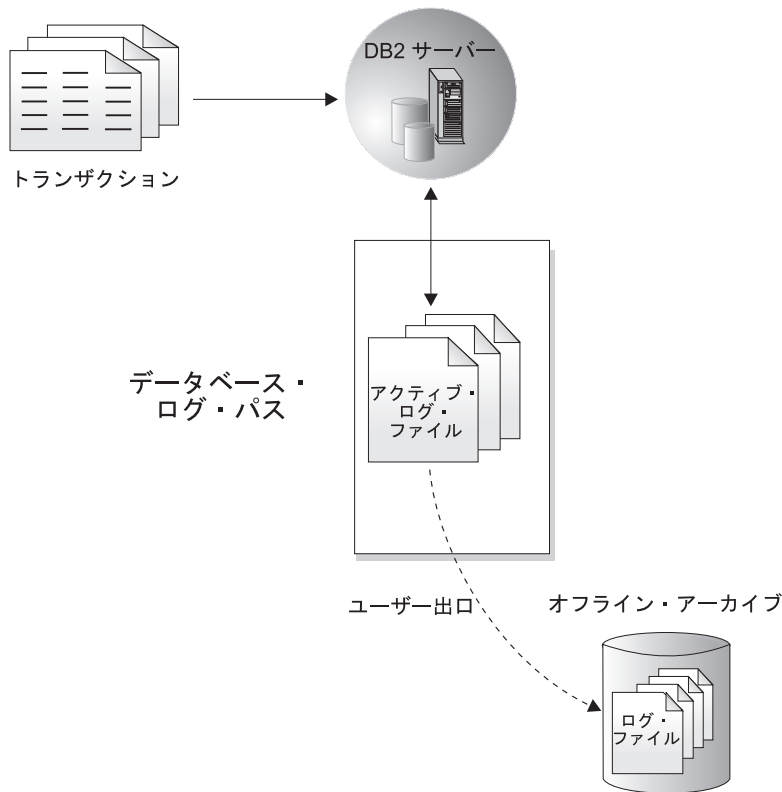 DB2 サーバー
トランザクション
データベース・
ログ・パス
アクティブ・
ログ・
ファイル
ユーザー出口
オフライン・アーカイブ
ログ・
ファイル